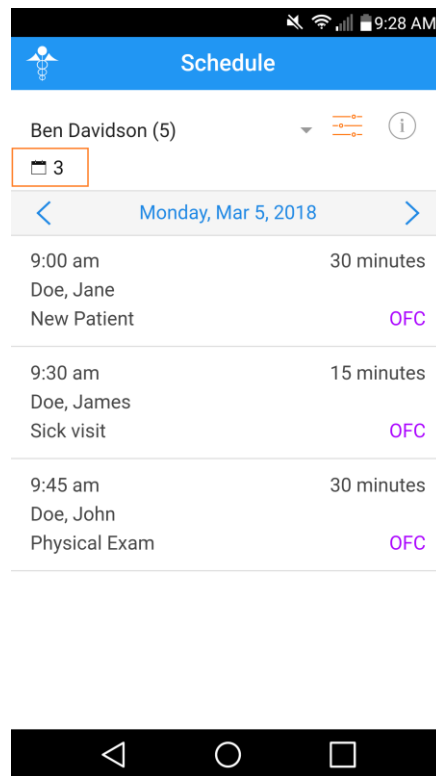 9:28 AM
Schedule
Ben Davidson (5)
3
Monday, Mar 5, 2018
9:00 am 30 minutes
Doe, Jane
New Patient OFC
9:30 am 15 minutes
Doe, James
Sick visit OFC
9:45 am 30 minutes
Doe, John
Physical Exam OFC